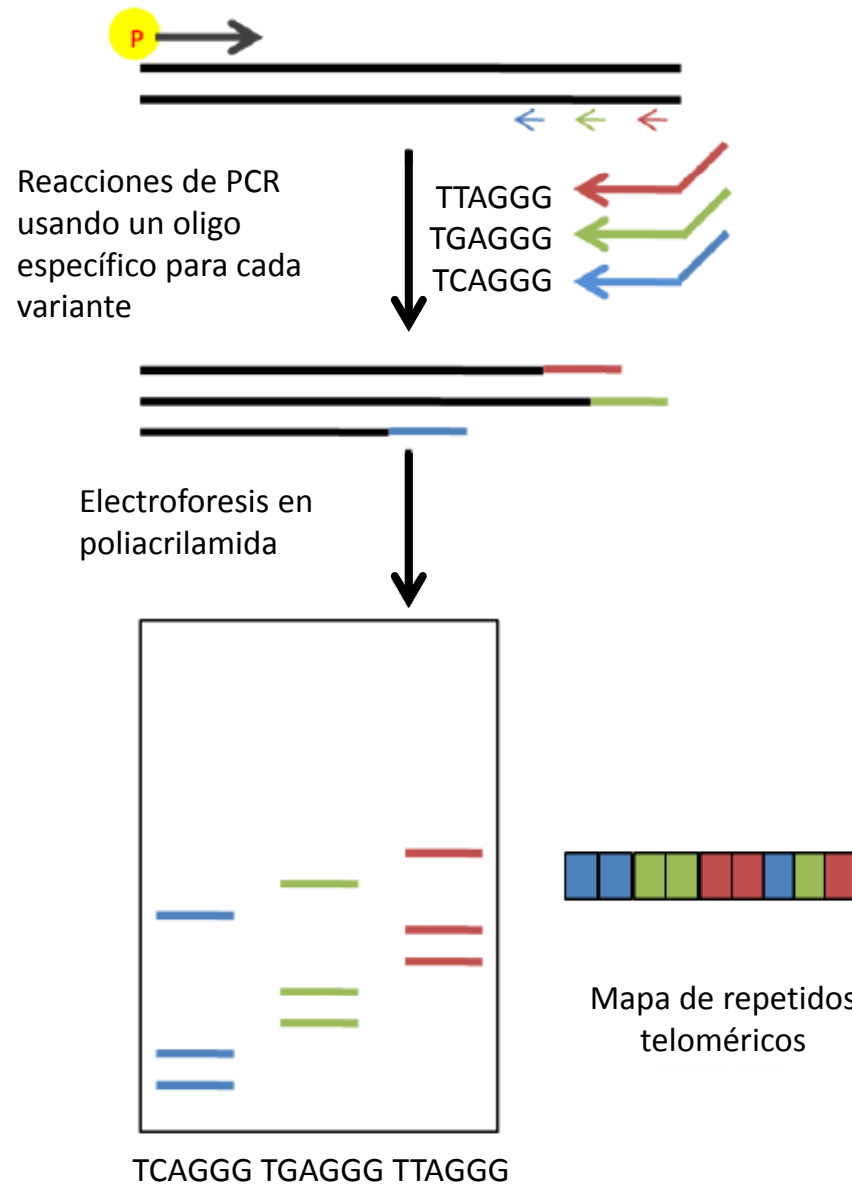 P
Reacciones de PCR
usando un oligo
específico para cada
variante
TTAGGG
TGAGGG
TCAGGG
Electroforesis en
poliacrilamida
Mapa de repetidos
teloméricos
TCAGGG TGAGGG TTAGGG